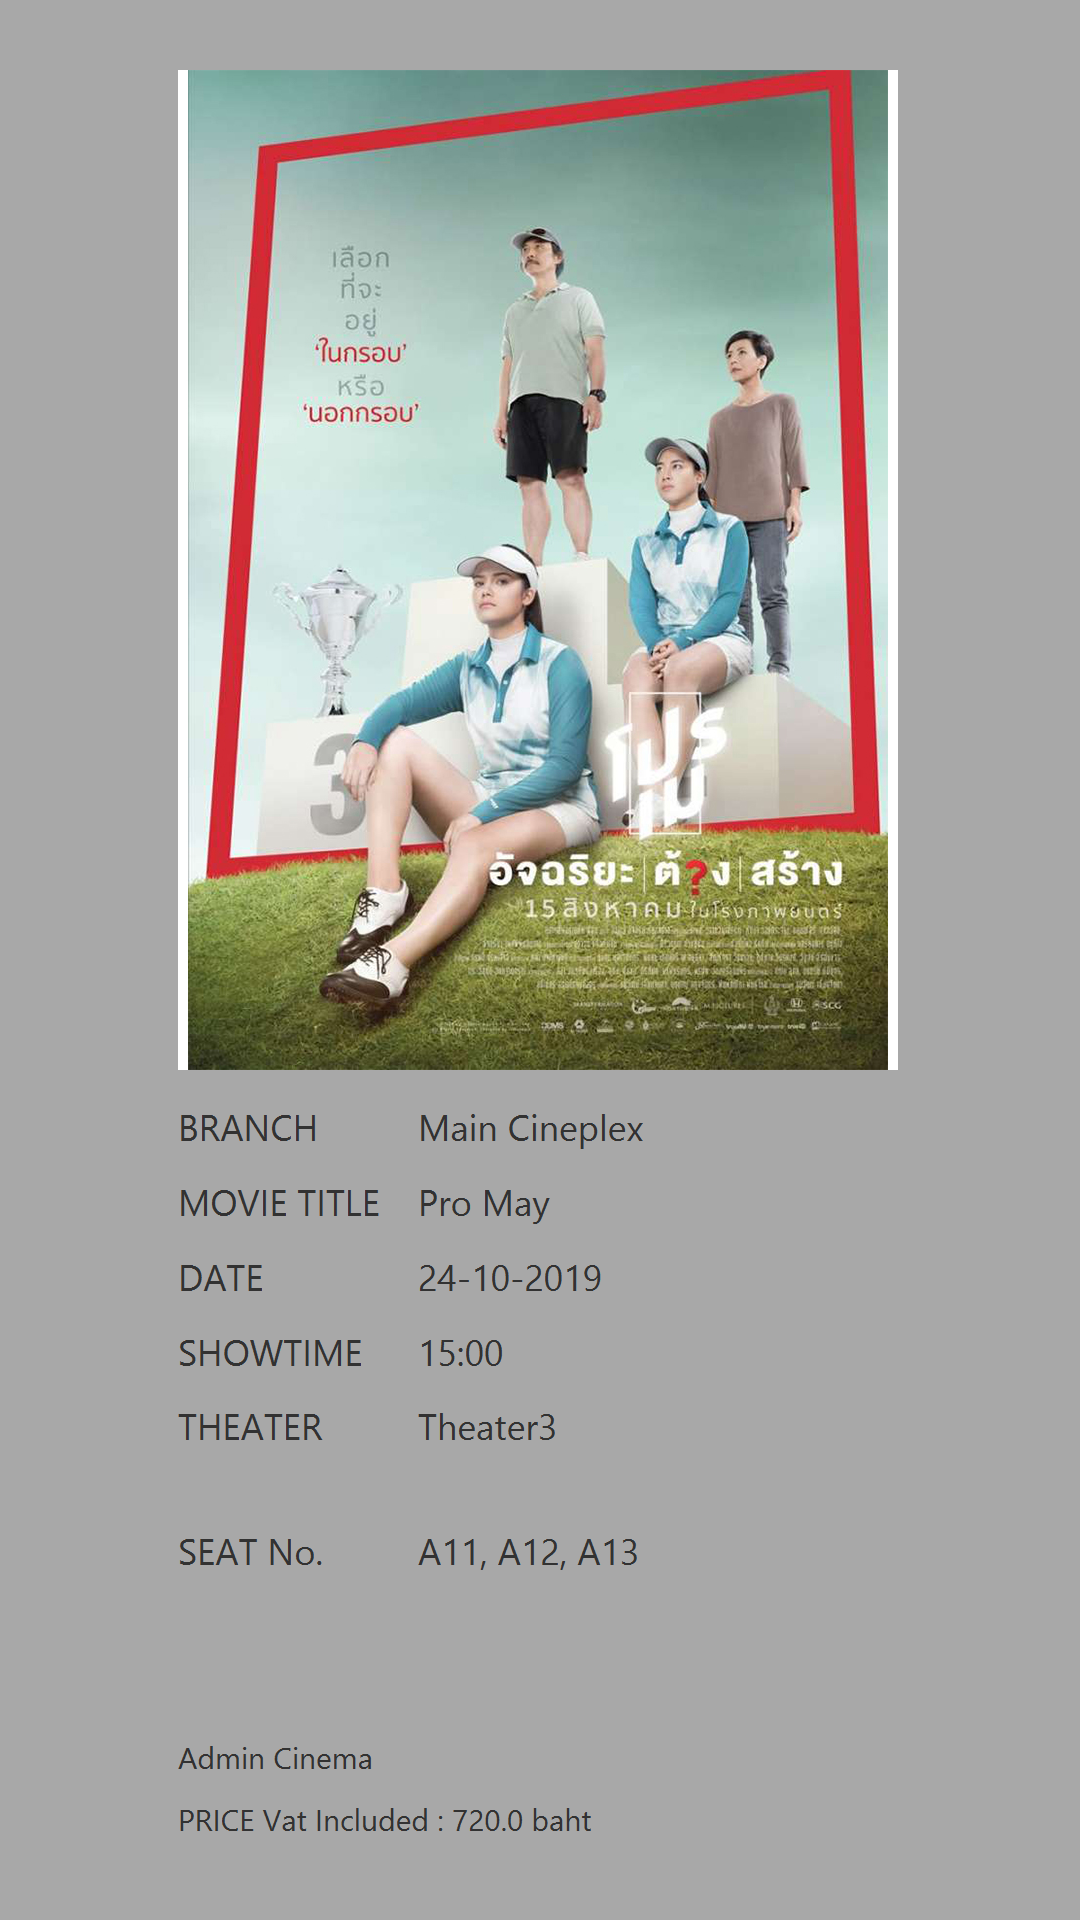 เลือก
ที่จะ
อยู่
‘ในกรอบ’
หรือ
‘นอกกรอบ’
3
โปร
เม
อัจฉริยะ | ต้?ง | สร้าง
15 สิงหาคม ในโรงภาพยนตร์
SCG
BRANCH Main Cineplex
MOVIE TITLE Pro May
DATE 24-10-2019
SHOWTIME 15:00
THEATER Theater3
SEAT No. A11, A12, A13
Admin Cinema
PRICE Vat Included : 720.0 baht